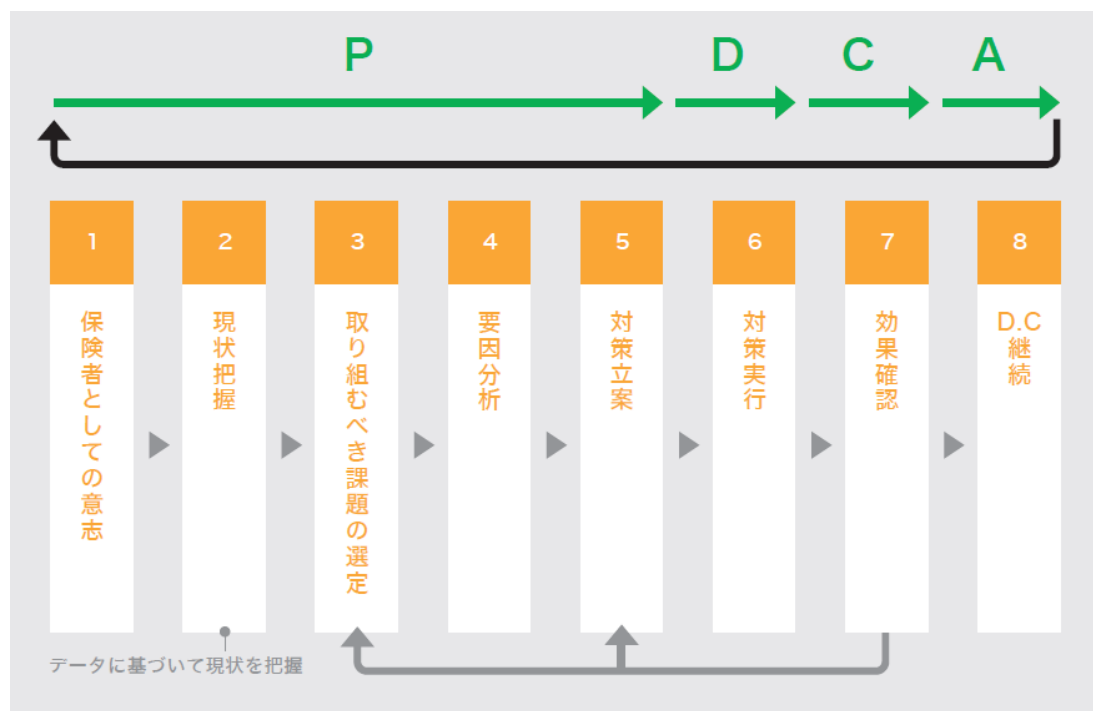 P
D
C
A
1
2
3
4
5
6
7
8
保険者としての意志
現状把握
取り組むべき課題の選定
要因分析
対策立案
対策実行
効果確認
D.C
継続
データに基づいて現状を把握